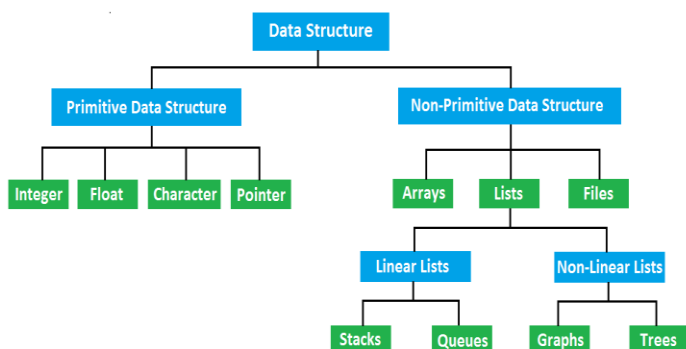 Data Structure
Primitive Data Structure
Non-Primitive Data Structure
Integer
Float
Character
Pointer
Arrays
Lists
Files
Linear Lists
Non-Linear Lists
Stacks
Queues
Graphs
Trees